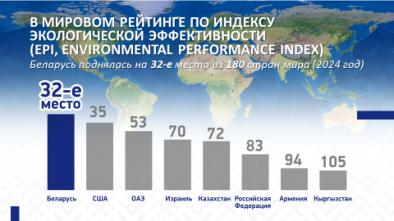 В МИРОВОМ РЕЙТИНГЕ ПО ИНДЕКСУ
ЭКОЛОГИЧЕСКОЙ ЭФФЕКТИВНОСТИ
(EPI, ENVIRONMENTAL PERFORMANCE INDEX)
Беларусь поднялась на 32-е место из 180 стран мира (2024 год)
32-е
место
35
53
70
72
83
94
105
Беларусь
США
ОАЭ
Израиль
Казахстан
Российская
Федерация
Армения
Кыргызстан